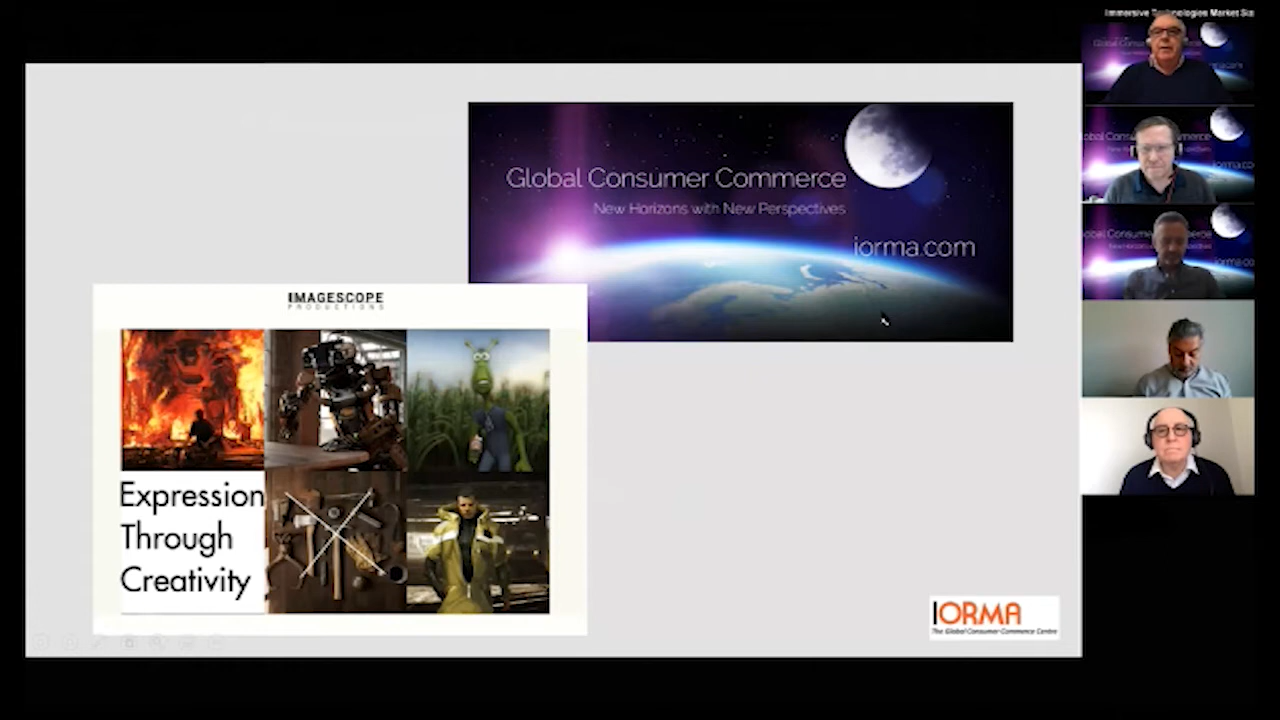 Immersive Technologies Market Siz
Global Consumer Commerce
New Horizons with New Perspectives
iorma.com
IMAGESCOPE
PRODUCTIONS
Expression
Through
Creativity
IORMA
The Global Consumer Commerce Centre